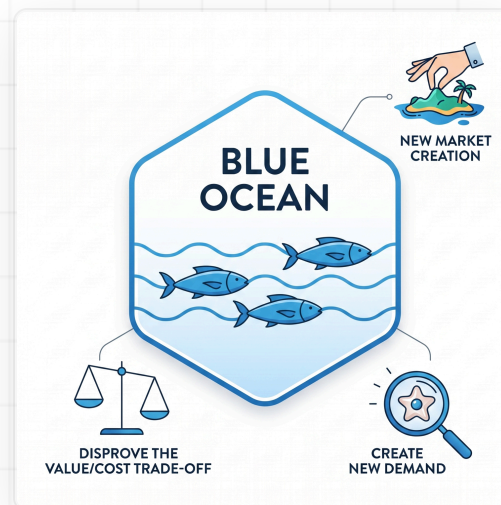 BLUE
OCEAN
NEW MARKET
CREATION
DISPROVE THE
VALUE/COST TRADE-OFF
CREATE
NEW DEMAND